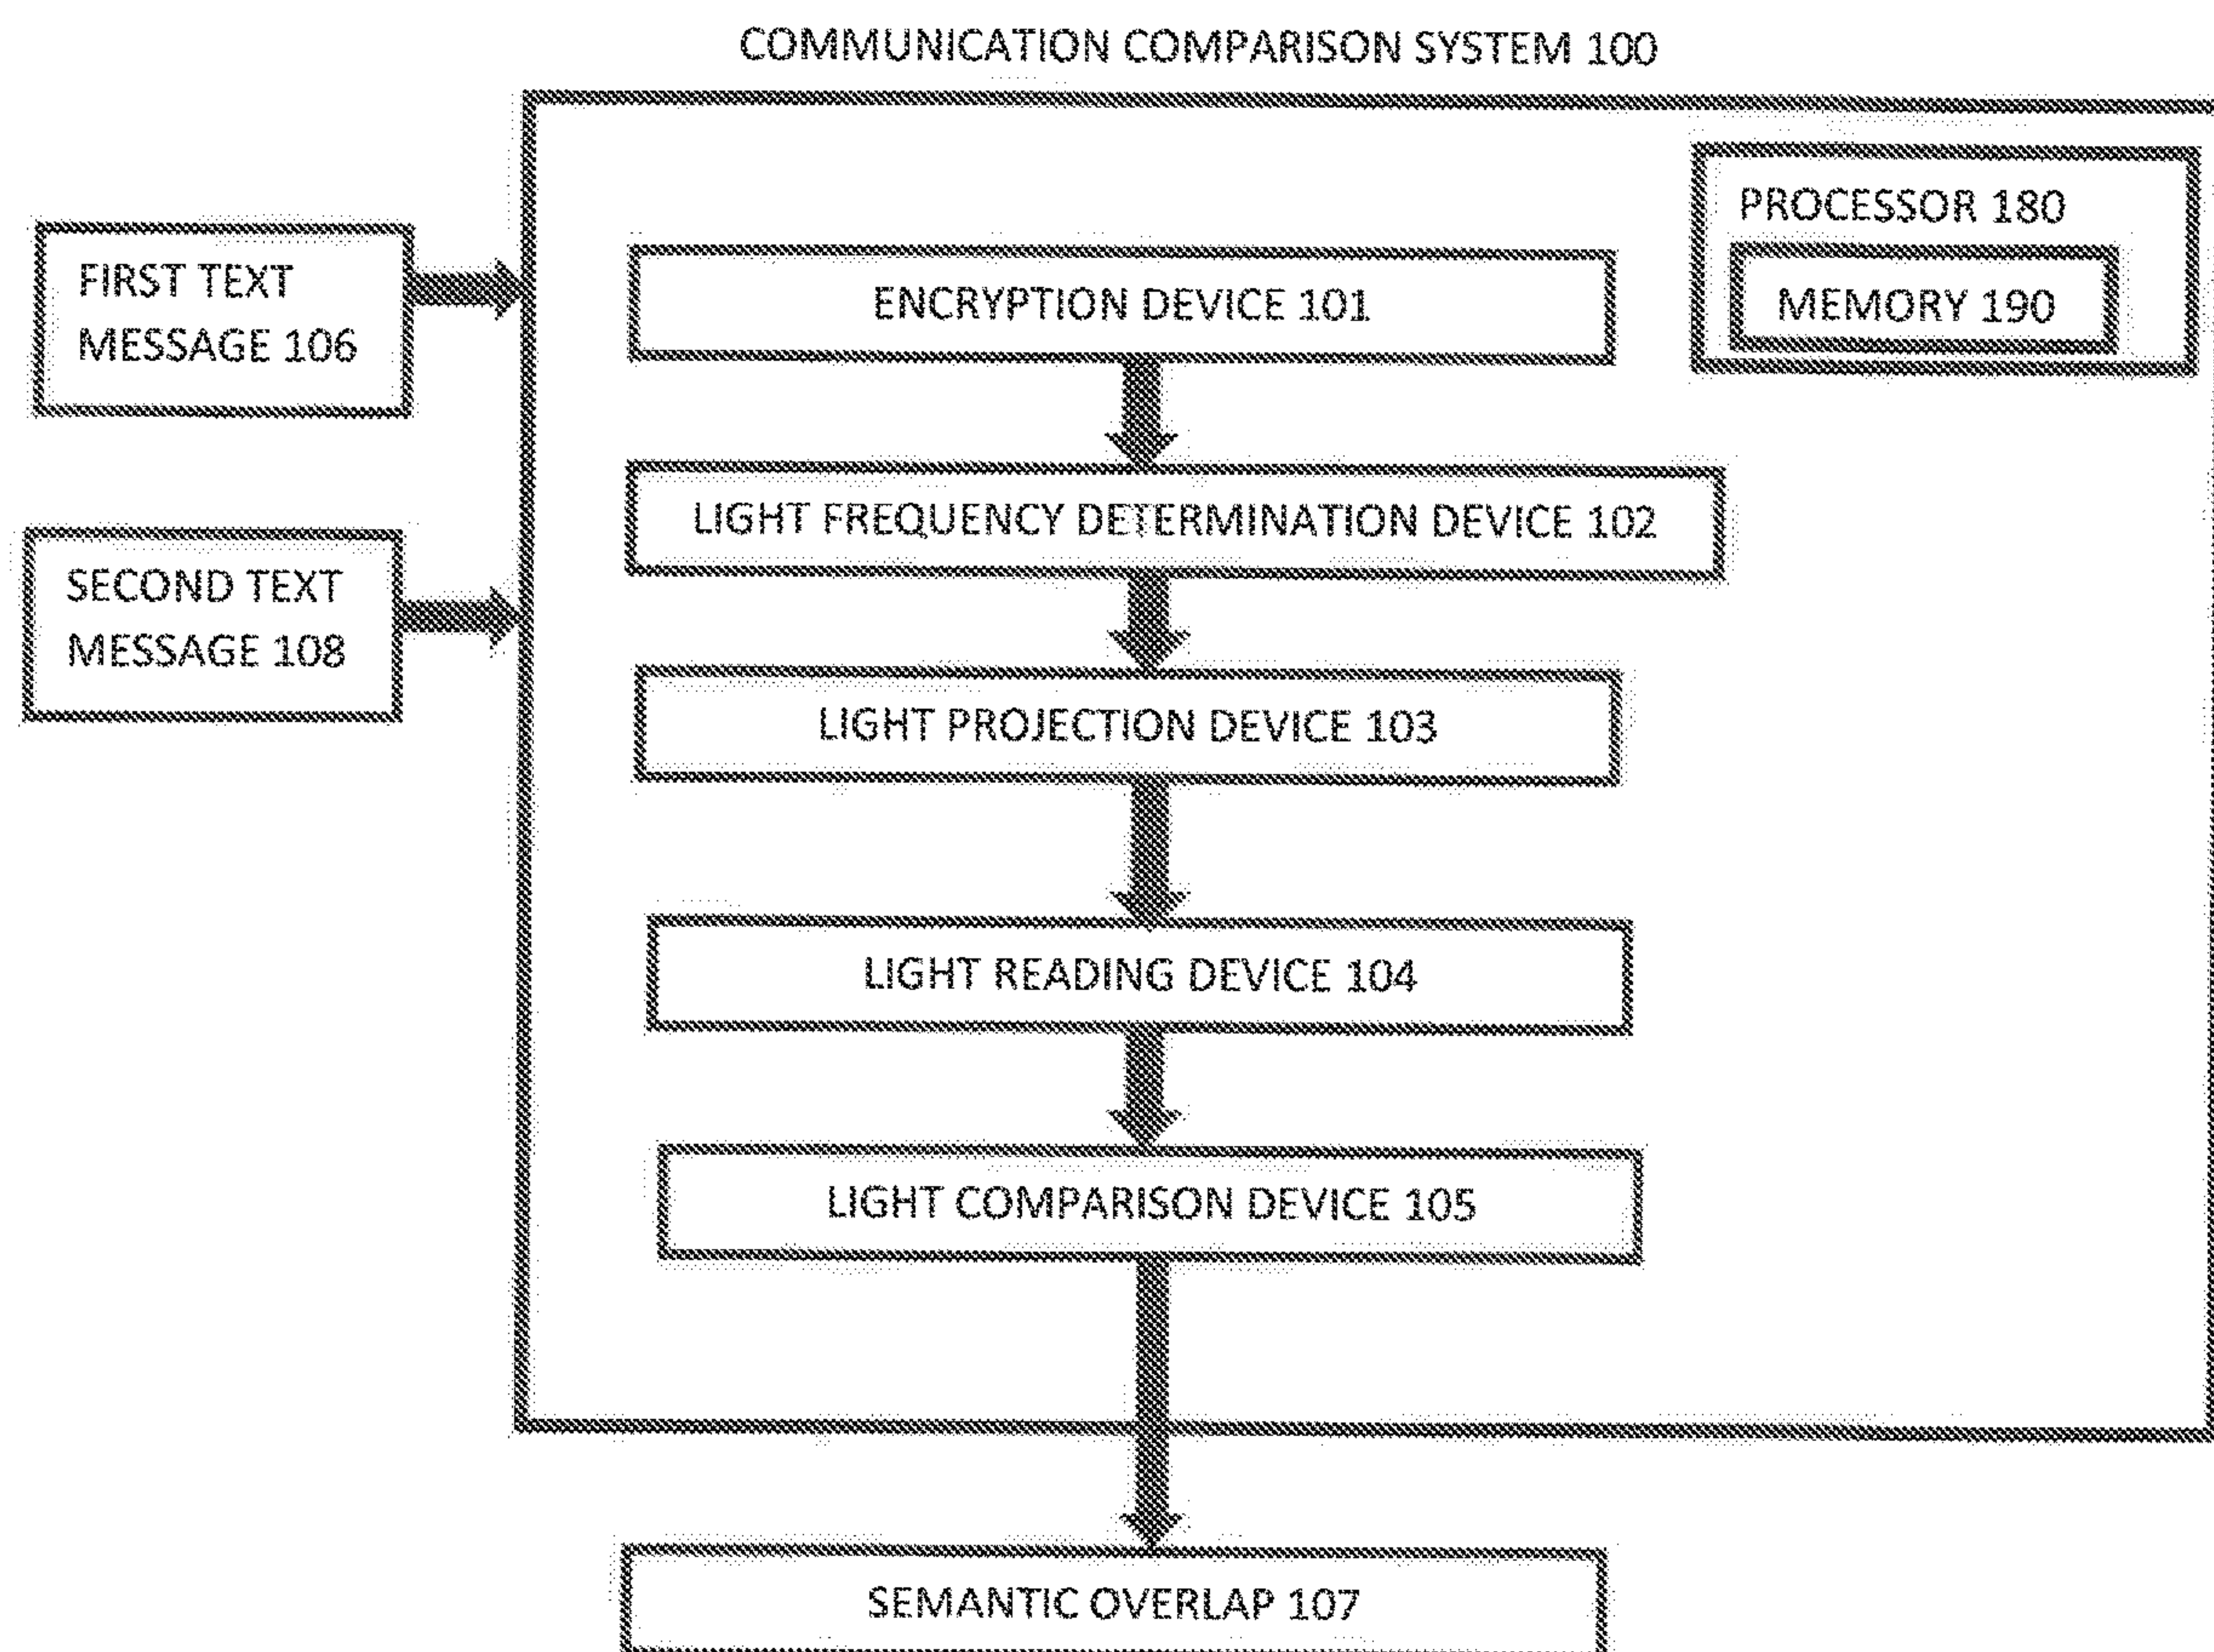 COMMUNICATION COMPARISON SYSTEM 100
PROCESSOR 180
MEMORY 190
FIRST TEXT
MESSAGE 106
ENCRYPTION DEVICE 101
LIGHT FREQUENCY DETERMINATION DEVICE 102
SECOND TEXT
MESSAGE 108
LIGHT PROJECTION DEVICE 103
LIGHT READING DEVICE 104
LIGHT COMPARISON DEVICE 105
SEMANTIC OVERLAP 107